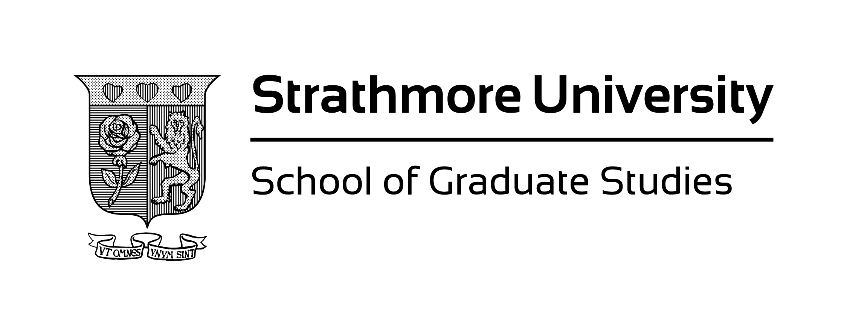 Strathmore University
School of Graduate Studies
VT OMNES VNVM SINT